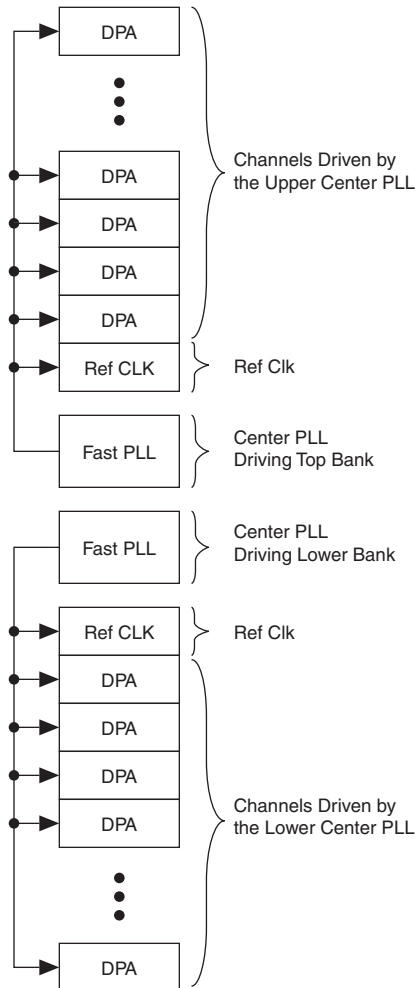 DPA
DPA
Channels Driven by
the Upper Center PLL
DPA
DPA
DPA
Ref CLK
Ref Clk
Fast PLL
Center PLL
Driving Top Bank
Fast PLL
Center PLL
Driving Lower Bank
Ref CLK
Ref Clk
DPA
DPA
DPA
DPA
Channels Driven by
the Lower Center PLL
DPA